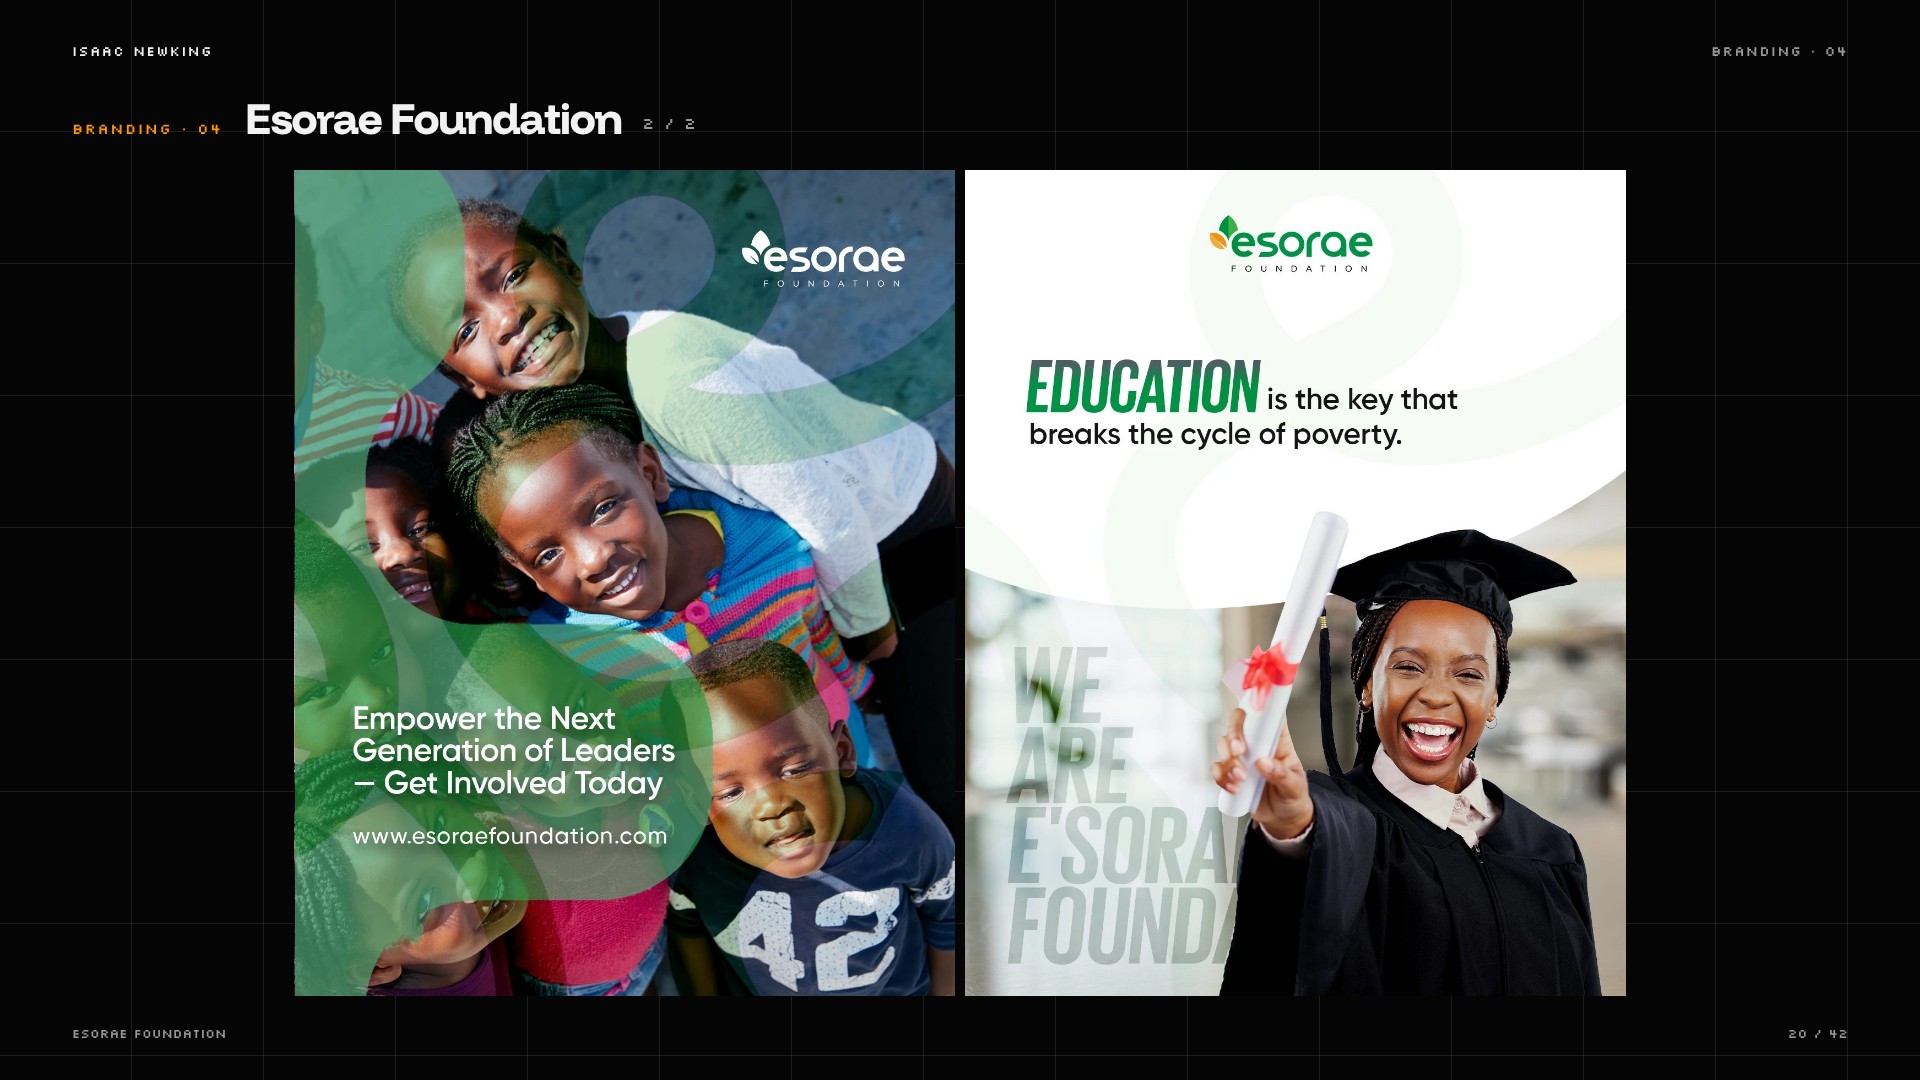 ISAAC NEWKING
BRANDING · 04
BRANDING · 04 Esorae Foundation 2 / 2
esorae
FOUNDATION
Empower the Next
Generation of Leaders
— Get Involved Today
www.esoraefoundation.com
42
esorae
FOUNDATION
EDUCATION is the key that
breaks the cycle of poverty.
WE
ARE
E'SORA
FOUNDA
ESORAE FOUNDATION
20 / 42